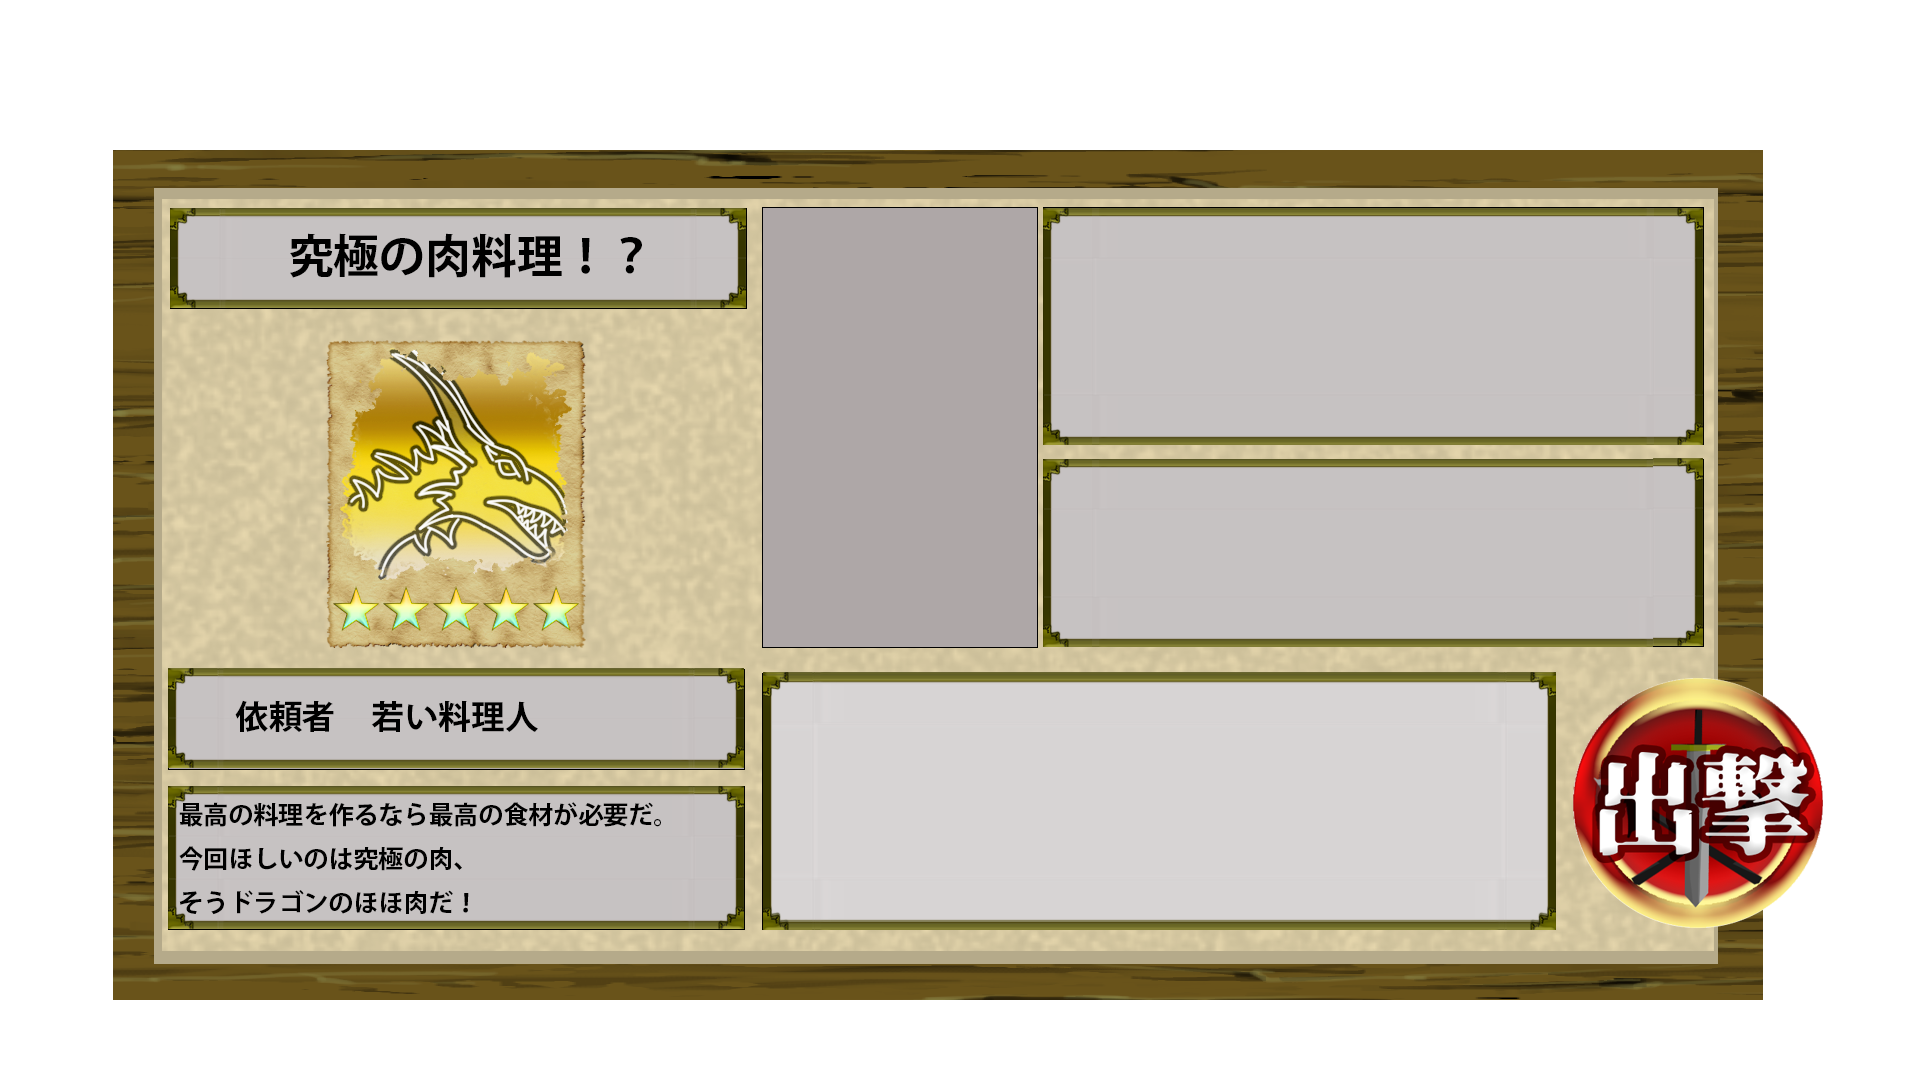 究極の肉料理！？
依頼者　若い料理人
最高の料理を作るなら最高の食材が必要だ。
今回ほしいのは究極の肉、
そうドラゴンのほほ肉だ！
出撃